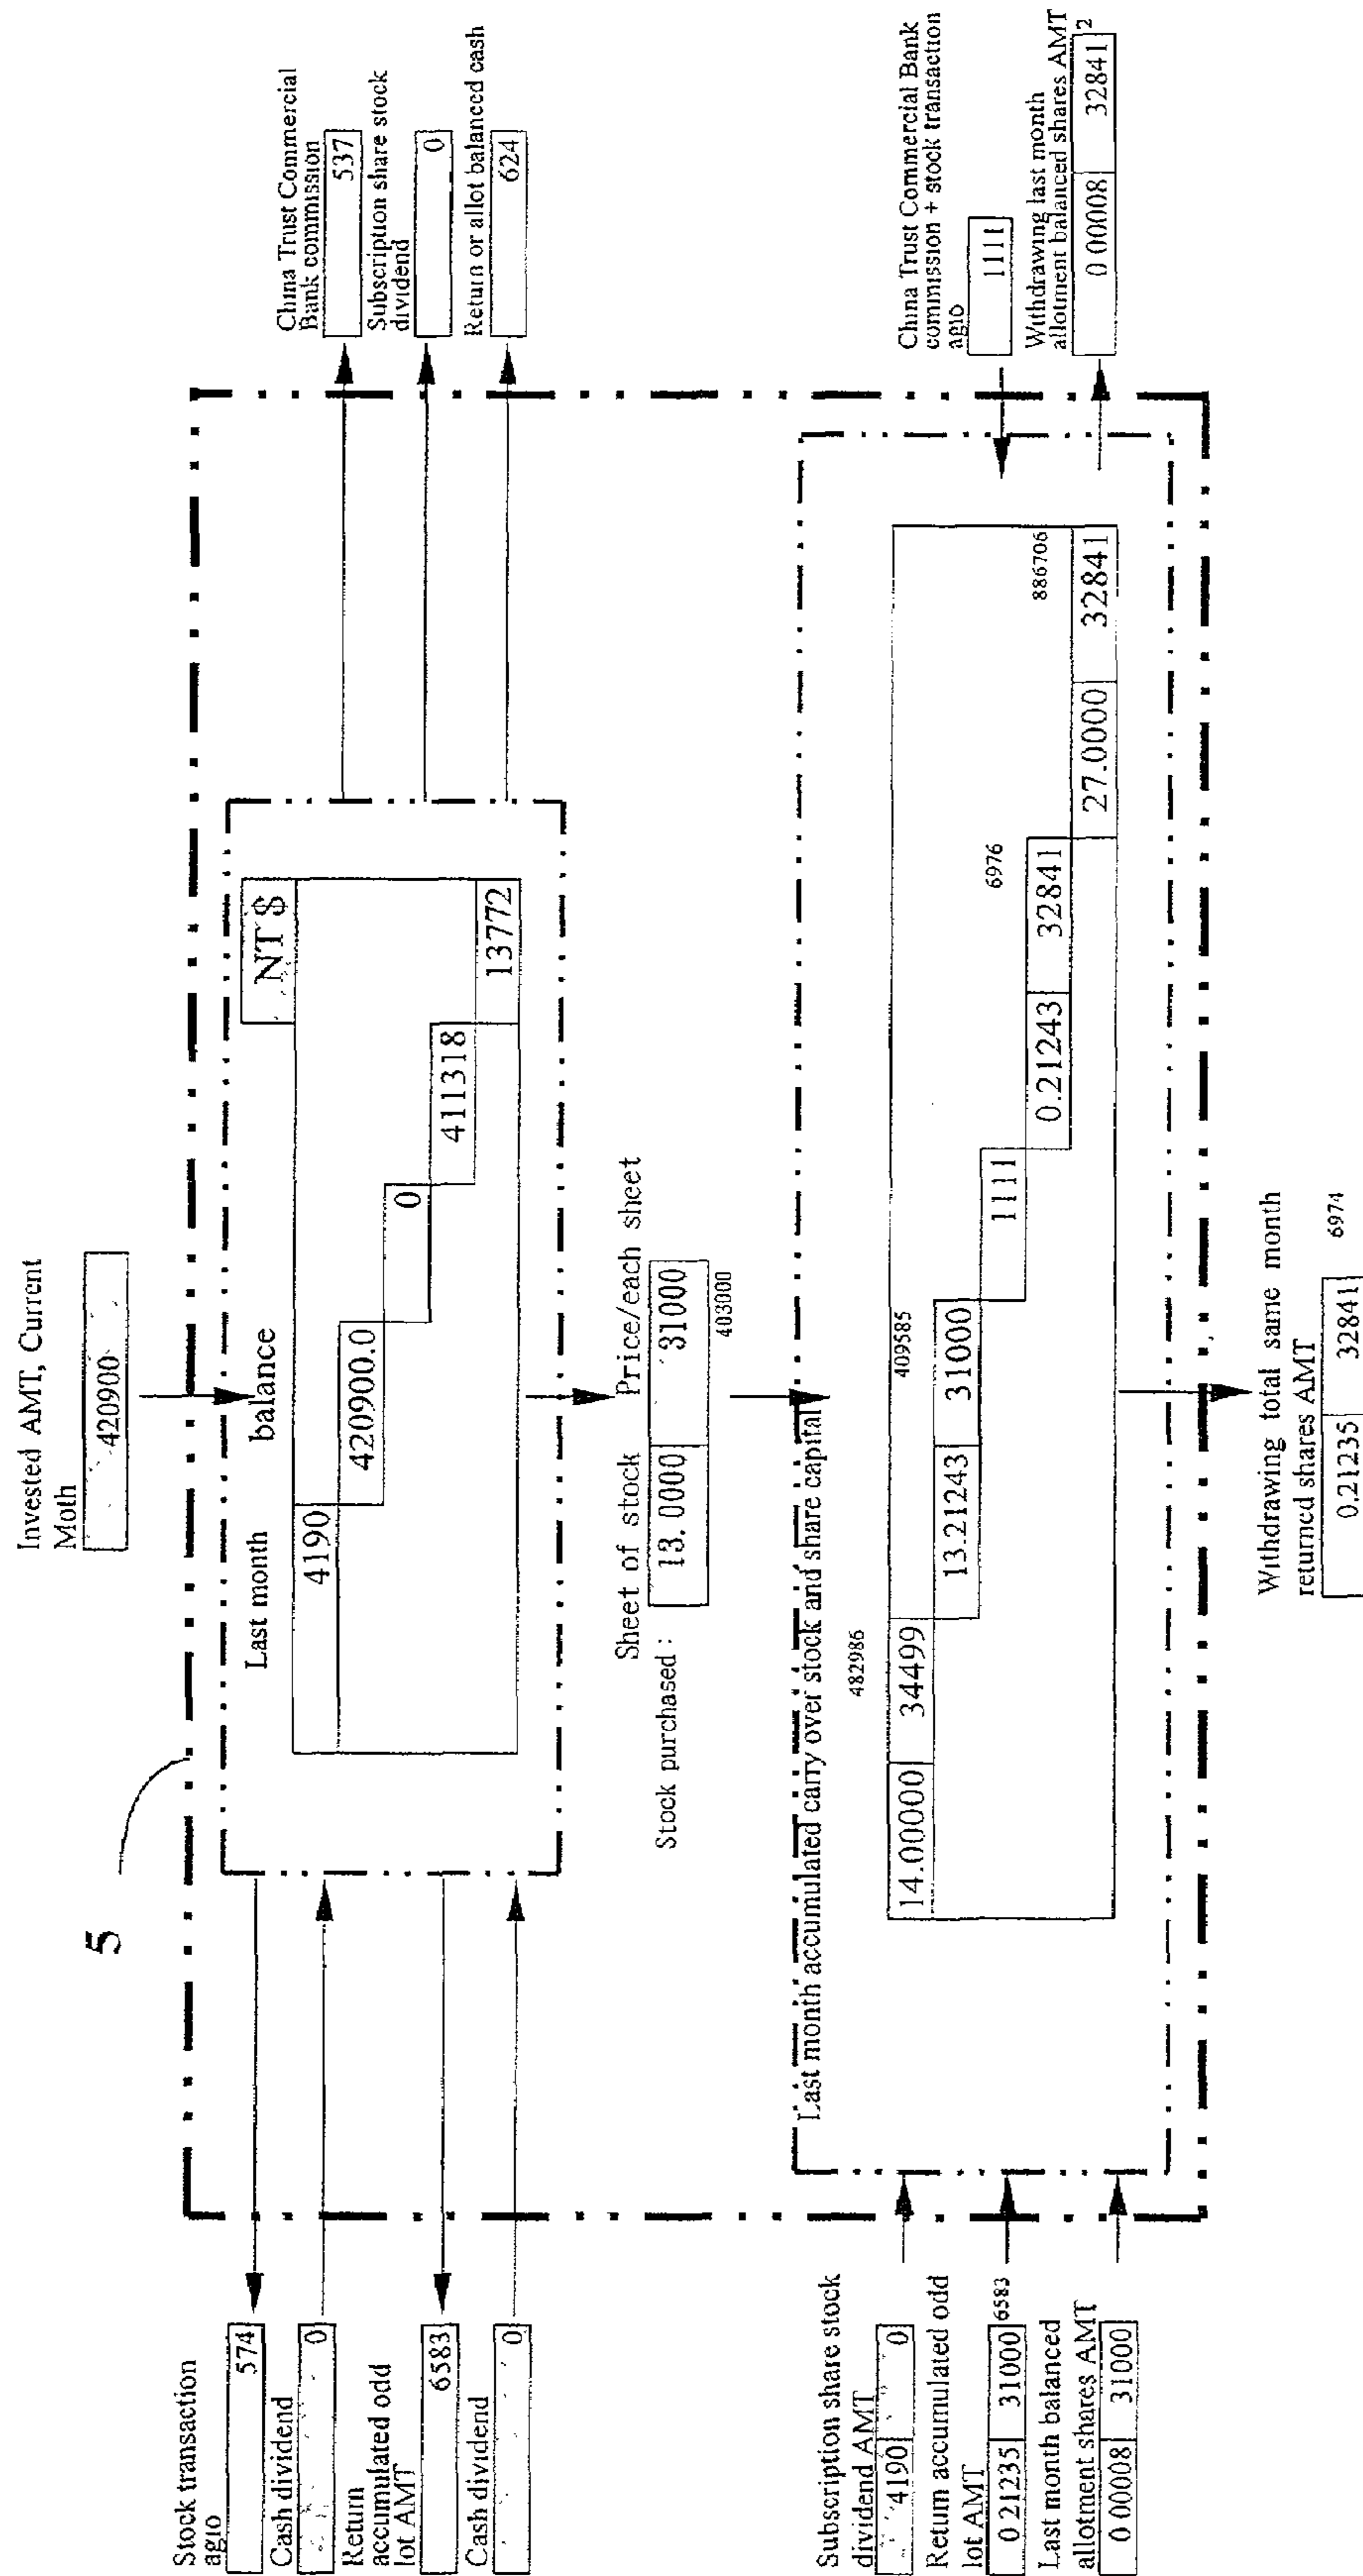 5
Invested AMT, Current
Moth
420900
Stock transaction
agio
574
Cash dividend
0
Return
accumulated odd
lot AMT
6583
Cash dividend
0
Last month balance
NT $
4190
420900.0
0
411318
13772
China Trust Commercial
Bank commission
537
Subscription share stock
dividend
0
Return or allot balanced cash
624
Sheet of stock Price/each sheet
Stock purchased :
13. 0000 31000
403000
Subscription share stock
dividend AMT
4190 0
Return accumulated odd
lot AMT
0 21235 31000 6583
Last month balanced
allotment shares AMT
0 00008 31000
Last month accumulated carry over stock and share capital
482986
14.00000 34499
409585
13.21243 31000
1111
6976
0.21243 32841
886706
27.0000 32841
China Trust Commercial Bank
commission + stock transaction
agio
1111
Withdrawing last month
allotment balanced shares AMT
0 00008 32841 2
Withdrawing total same month
returned shares AMT
0.21235 32841 6974